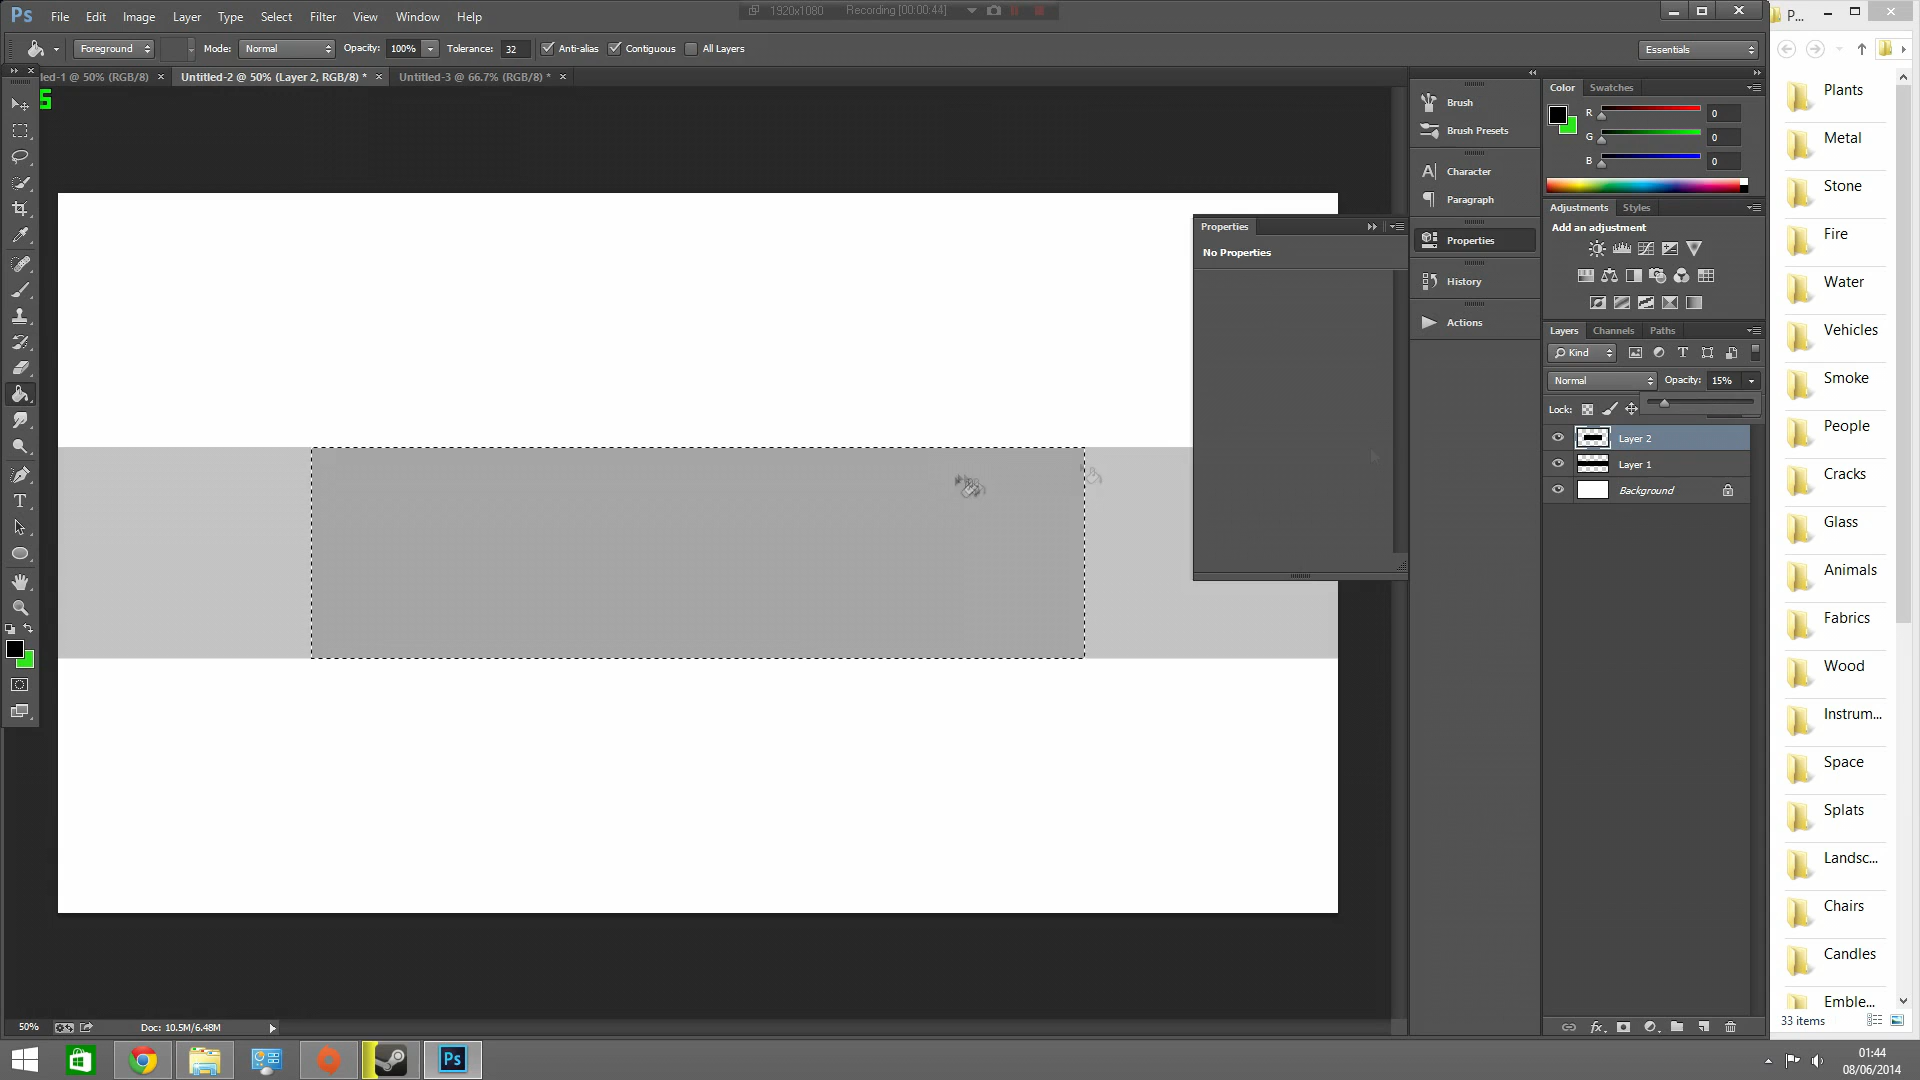 Ps File Edit Image Layer Type Select Filter View Window Help
1920x1080 Recording [00:00:44]
P...
Foreground Mode: Normal Opacity: 100% Tolerance: 32 Anti-alias Contiguous All Layers
Essentials
led-1 @ 50% (RGB/8) × Untitled-2 @ 50% (Layer 2, RGB/8) * × Untitled-3 @ 66.7% (RGB/8) * ×
Brush
Brush Presets
Character
Paragraph
Properties
History
Actions
Color Swatches
R 0
G 0
B 0
Adjustments Styles
Add an adjustment
Properties
No Properties
Layers Channels Paths
Kind
Normal Opacity: 15%
Lock:
Layer 2
Layer 1
Background
Plants
Metal
Stone
Fire
Water
Vehicles
Smoke
People
Cracks
Glass
Animals
Fabrics
Wood
Instrum...
Space
Splats
Landsc...
Chairs
Candles
Emble...
33 items
50% Doc: 10.5M/6.48M
Ps
01:44
08/06/2014